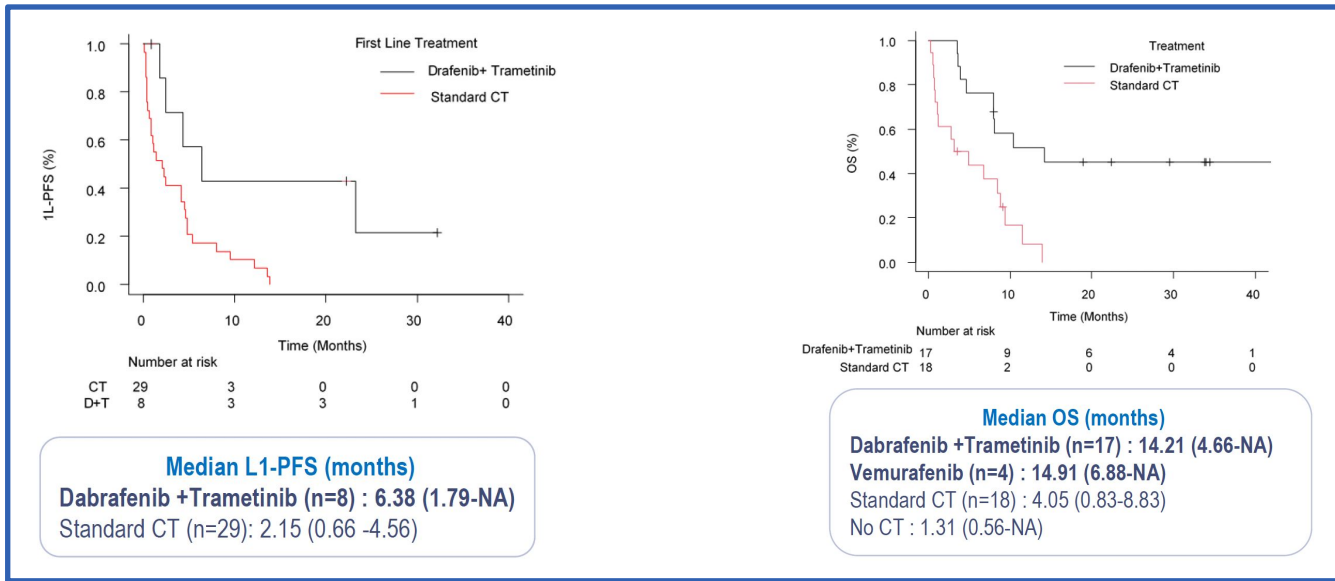 First Line Treatment
Drafenib+ Trametinib
Standard CT
1L-PFS (%)
1.0
0.8
0.6
0.4
0.2
0.0
0 10 20 30 40
Time (Months)
Number at risk
CT 29 3 0 0 0
D+T 8 3 3 1 0
Median L1-PFS (months)
Dabrafenib +Trametinib (n=8) : 6.38 (1.79-NA)
Standard CT (n=29): 2.15 (0.66 -4.56)
Treatment
Drafenib+Trametinib
Standard CT
OS (%)
1.0
0.8
0.6
0.4
0.2
0.0
0 10 20 30 40
Time (Months)
Number at risk
Drafenib+Trametinib 17 9 6 4 1
Standard CT 18 2 0 0 0
Median OS (months)
Dabrafenib +Trametinib (n=17) : 14.21 (4.66-NA)
Vemurafenib (n=4) : 14.91 (6.88-NA)
Standard CT (n=18) : 4.05 (0.83-8.83)
No CT : 1.31 (0.56-NA)